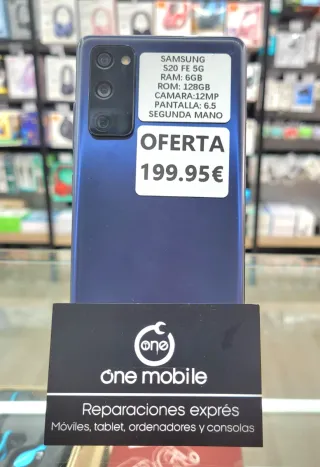 SAMSUNG
S20 FE 5G
RAM: 6GB
ROM: 128GB
CAMARA:12MP
PANTALLA: 6.5
SEGUNDA MANO
OFERTA
199.95€
one
one mobile
Reparaciones exprés
Móviles, tablet, ordenadores y consolas